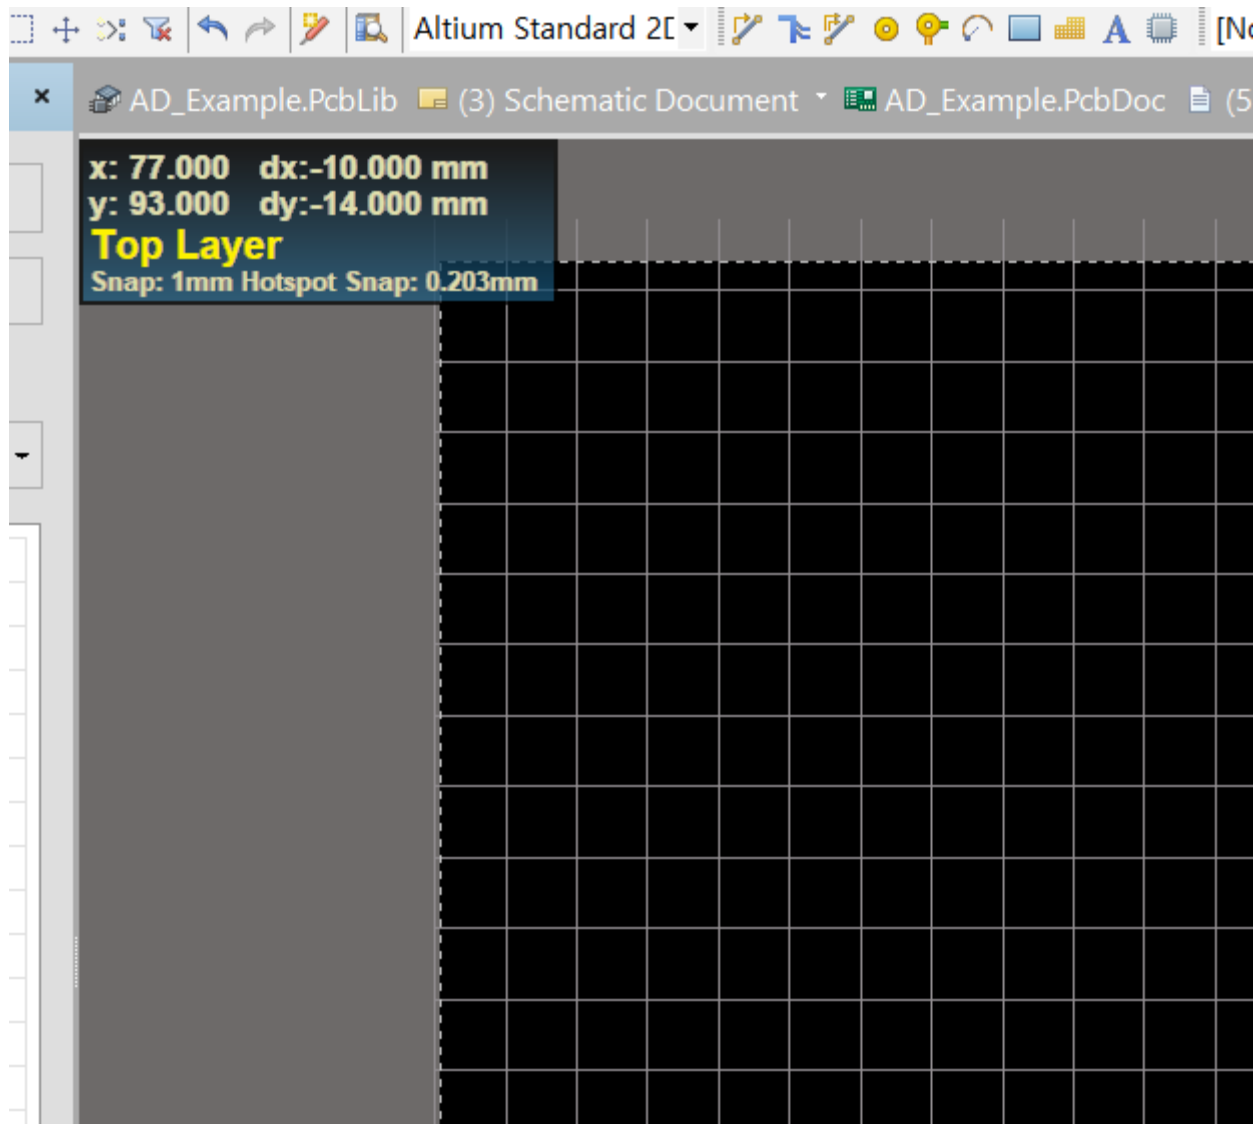 Altium Standard 2D A [No
AD_Example.PcbLib (3) Schematic Document AD_Example.PcbDoc (5
x: 77.000 dx:-10.000 mm
y: 93.000 dy:-14.000 mm
Top Layer
Snap: 1mm Hotspot Snap: 0.203mm